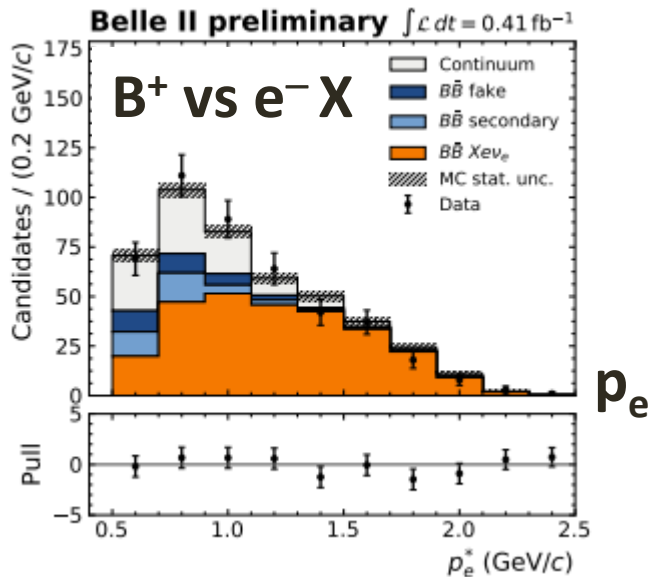 Belle II preliminary ∫ℒ dt = 0.41 fb⁻¹
B⁺ vs e⁻ X
Continuum
BB̄ fake
BB̄ secondary
BB̄ Xeνₑ
MC stat. unc.
Data
Candidates / (0.2 GeV/c)
175
150
125
100
75
50
25
0
pₑ
Pull
5
0
−5
0.5 1.0 1.5 2.0 2.5
p*ₑ (GeV/c)